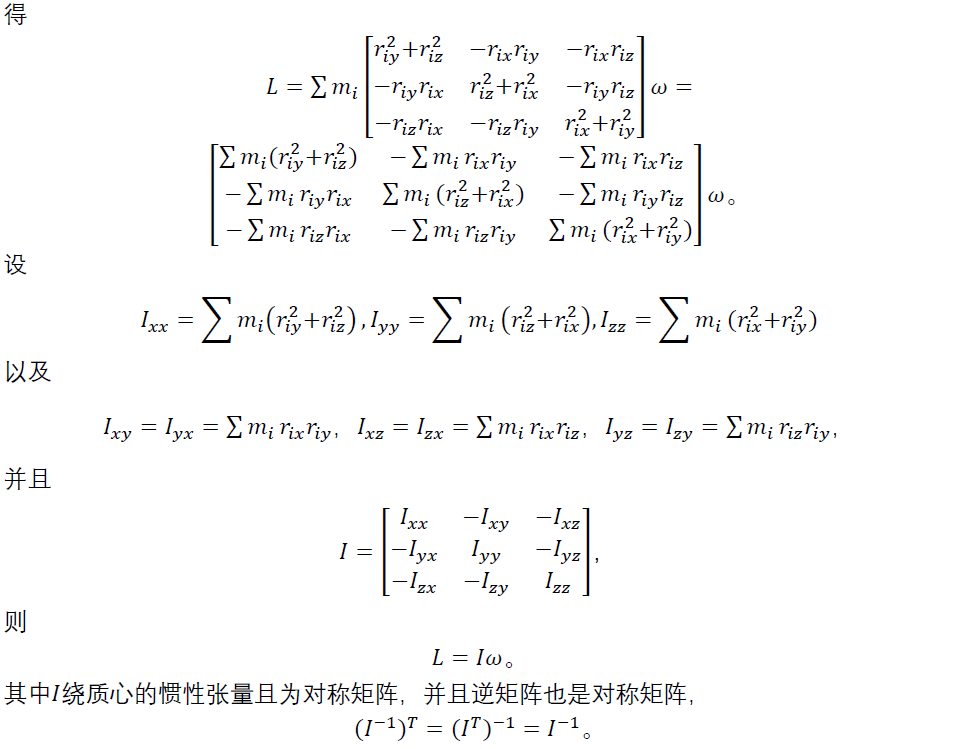 得
$L = \sum m_i \begin{bmatrix} r_{iy}^2 + r_{iz}^2 & -r_{ix}r_{iy} & -r_{ix}r_{iz} \\ -r_{iy}r_{ix} & r_{iz}^2 + r_{ix}^2 & -r_{iy}r_{iz} \\ -r_{iz}r_{ix} & -r_{iz}r_{iy} & r_{ix}^2 + r_{iy}^2 \end{bmatrix} \omega =$
$\begin{bmatrix} \sum m_i (r_{iy}^2 + r_{iz}^2) & -\sum m_i r_{ix}r_{iy} & -\sum m_i r_{ix}r_{iz} \\ -\sum m_i r_{iy}r_{ix} & \sum m_i (r_{iz}^2 + r_{ix}^2) & -\sum m_i r_{iy}r_{iz} \\ -\sum m_i r_{iz}r_{ix} & -\sum m_i r_{iz}r_{iy} & \sum m_i (r_{ix}^2 + r_{iy}^2) \end{bmatrix} \omega$。
设
$I_{xx} = \sum m_i (r_{iy}^2 + r_{iz}^2), I_{yy} = \sum m_i (r_{iz}^2 + r_{ix}^2), I_{zz} = \sum m_i (r_{ix}^2 + r_{iy}^2)$
以及
$I_{xy} = I_{yx} = \sum m_i r_{ix}r_{iy}$, $I_{xz} = I_{zx} = \sum m_i r_{ix}r_{iz}$, $I_{yz} = I_{zy} = \sum m_i r_{iz}r_{iy}$,
并且
$I = \begin{bmatrix} I_{xx} & -I_{xy} & -I_{xz} \\ -I_{yx} & I_{yy} & -I_{yz} \\ -I_{zx} & -I_{zy} & I_{zz} \end{bmatrix}$,
则
$L = I\omega$。
其中$I$绕质心的惯性张量且为对称矩阵，并且逆矩阵也是对称矩阵，
$(I^{-1})^T = (I^T)^{-1} = I^{-1}$。